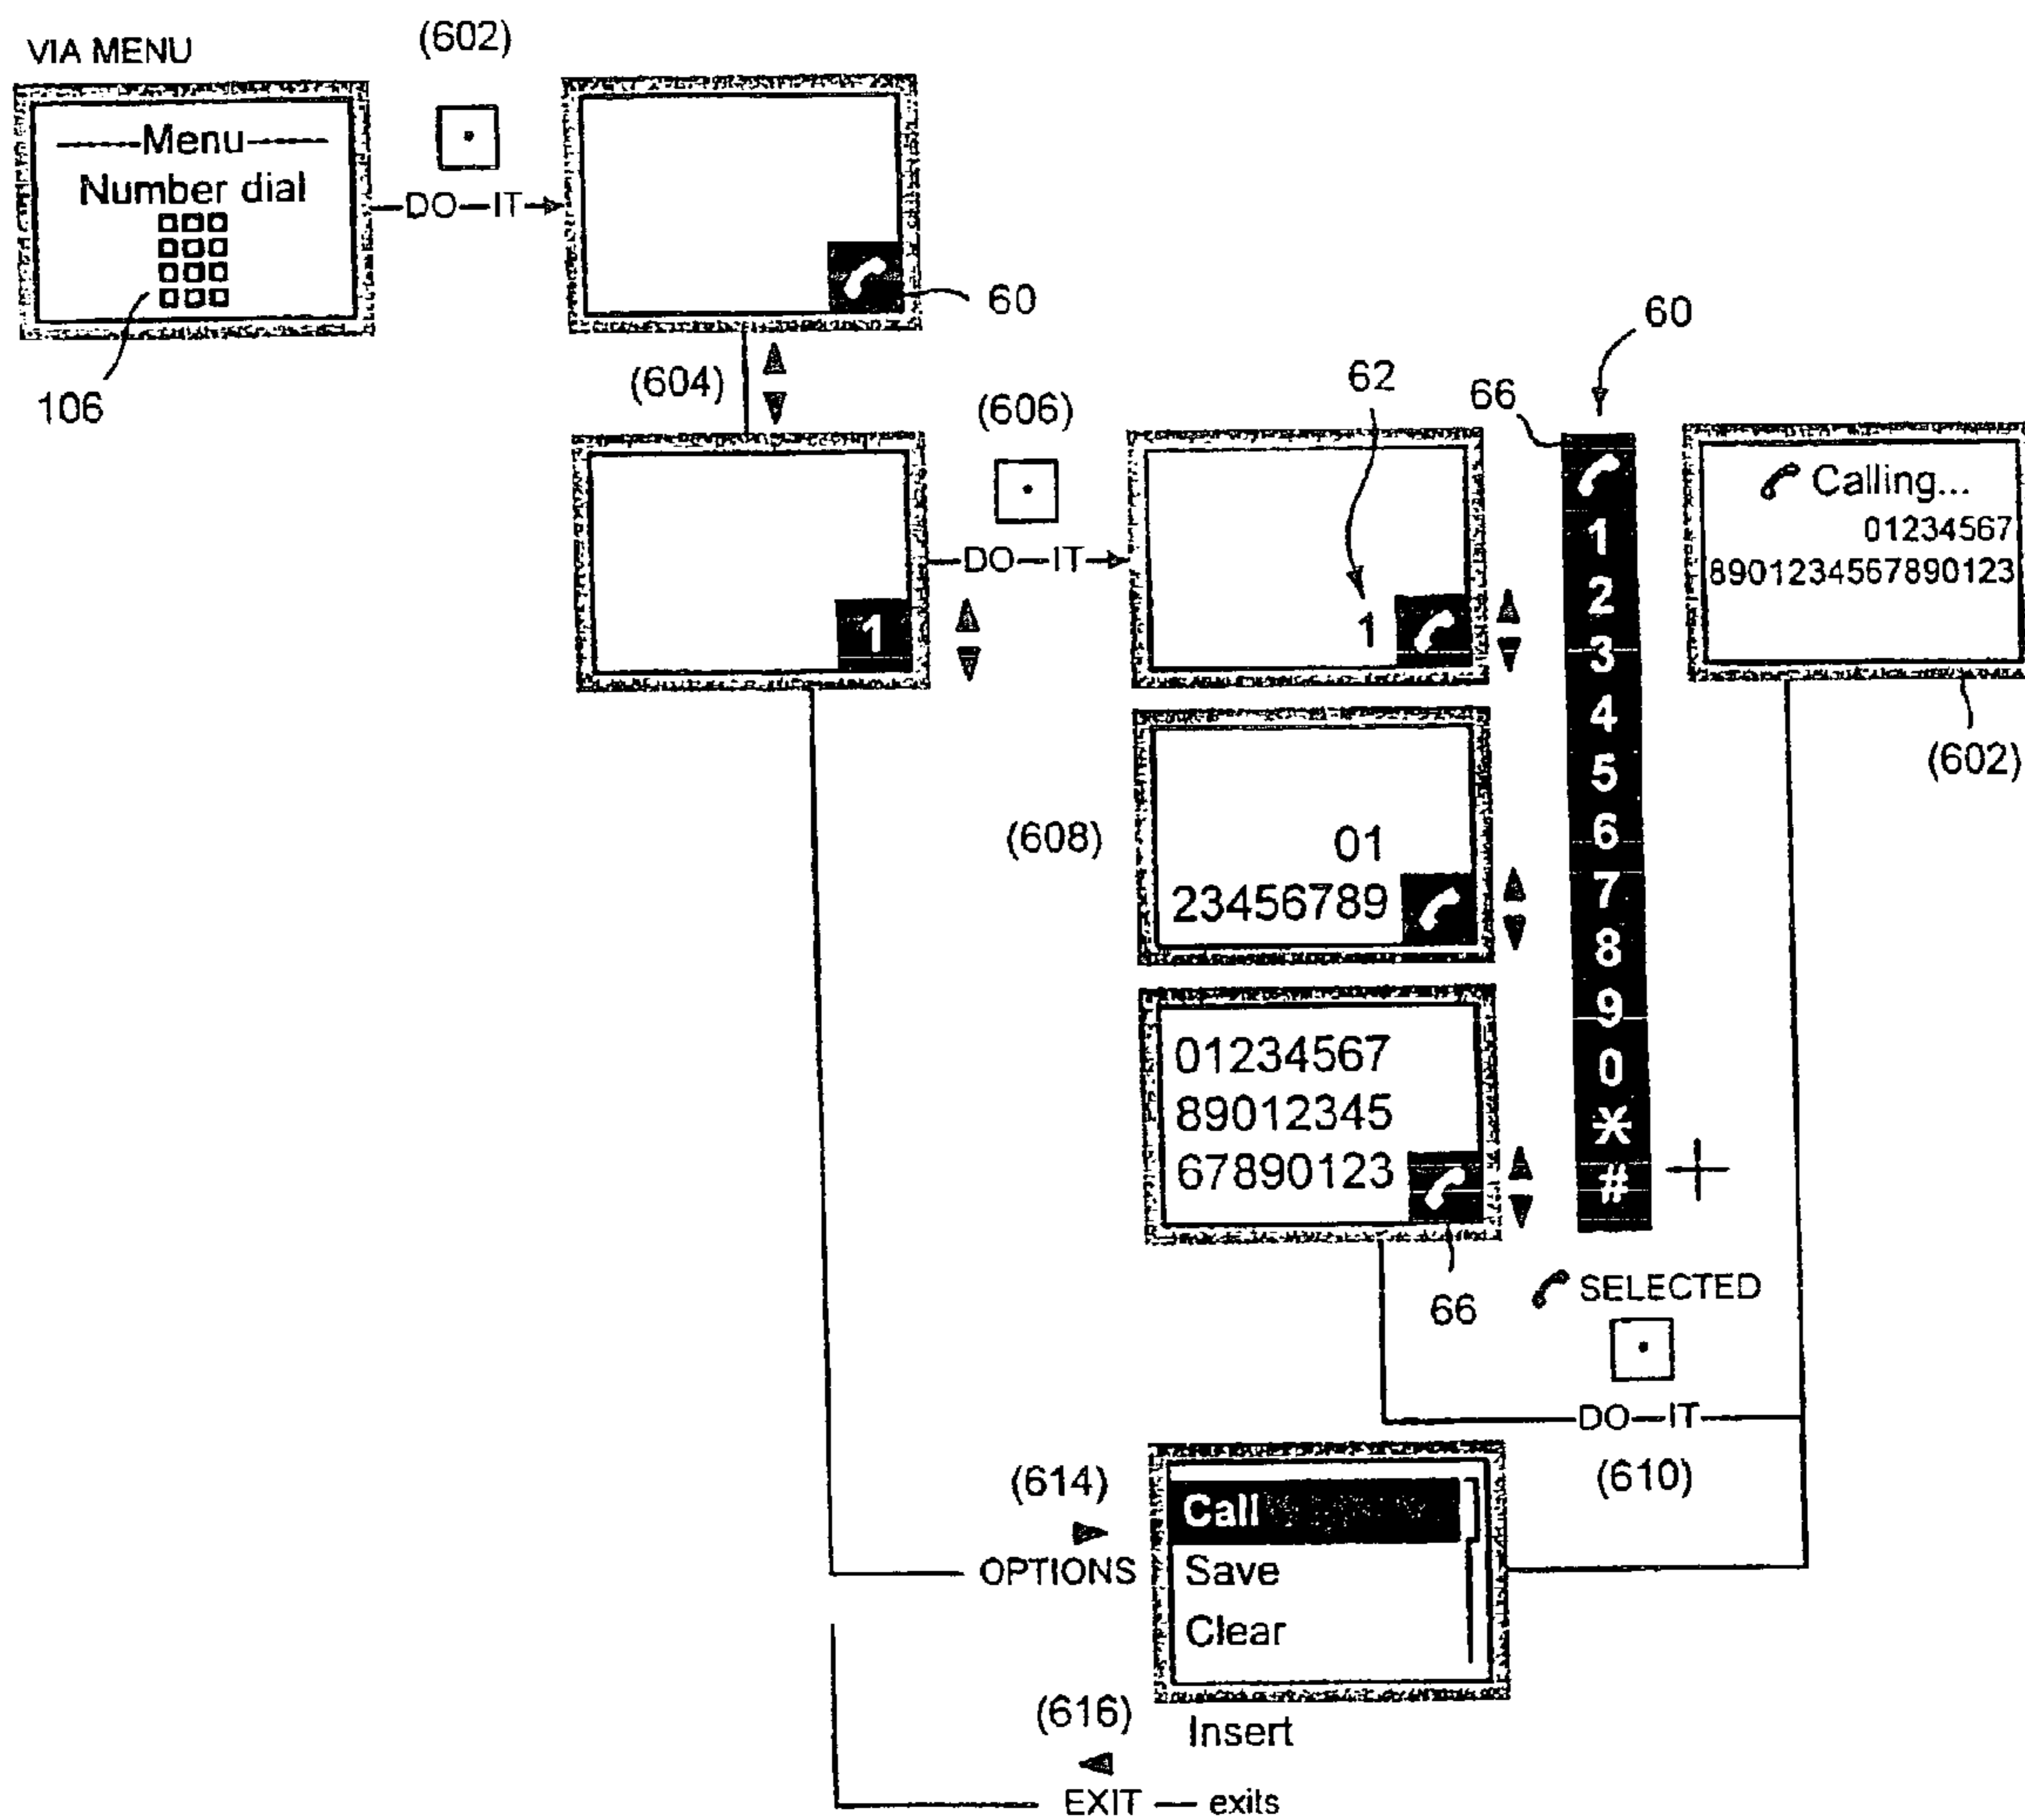 VIA MENU
(602)
Menu
Number dial
DO—IT
106
60
(604)
1
(606)
DO—IT
62
1
(608)
01
23456789
01234567
89012345
67890123
66
66
60
1
2
3
4
5
6
7
8
9
0
*
#
+
Calling...
01234567
8901234567890123
(602)
SELECTED
DO—IT
(610)
(614)
OPTIONS
Call
Save
Clear
Insert
(616)
EXIT — exits